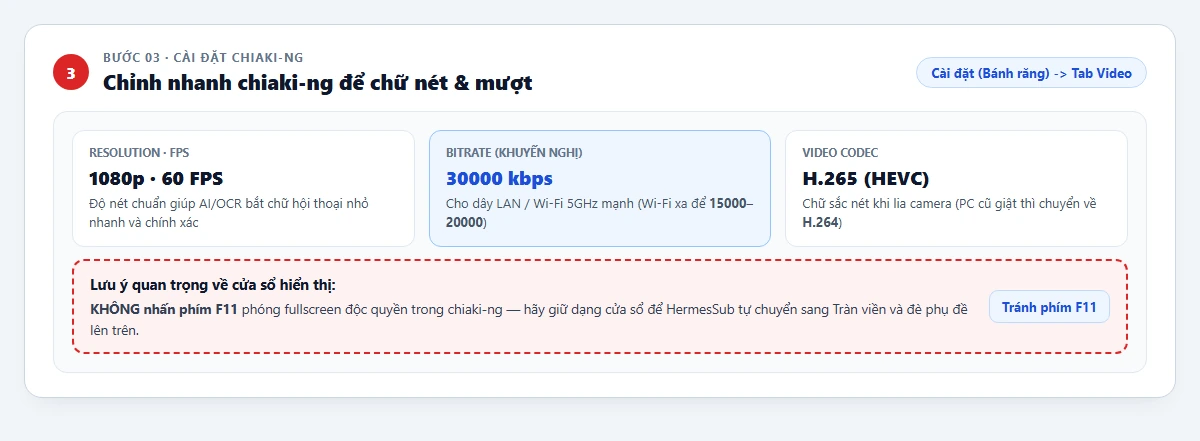 3
BƯỚC 03 · CÀI ĐẶT CHIAKI-NG
Chỉnh nhanh chiaki-ng để chữ nét & mượt
Cài đặt (Bánh răng) -> Tab Video
RESOLUTION · FPS
1080p · 60 FPS
Độ nét chuẩn giúp AI/OCR bắt chữ hội thoại nhỏ
nhanh và chính xác
BITRATE (KHUYẾN NGHỊ)
30000 kbps
Cho dây LAN / Wi-Fi 5GHz mạnh (Wi-Fi xa để 15000–
20000)
VIDEO CODEC
H.265 (HEVC)
Chữ sắc nét khi lia camera (PC cũ giật thì chuyển về
H.264)
Lưu ý quan trọng về cửa sổ hiển thị:
KHÔNG nhấn phím F11 phóng fullscreen độc quyền trong chiaki-ng — hãy giữ dạng cửa sổ để HermesSub tự chuyển sang Tràn viền và đè phụ đề
lên trên.
Tránh phím F11